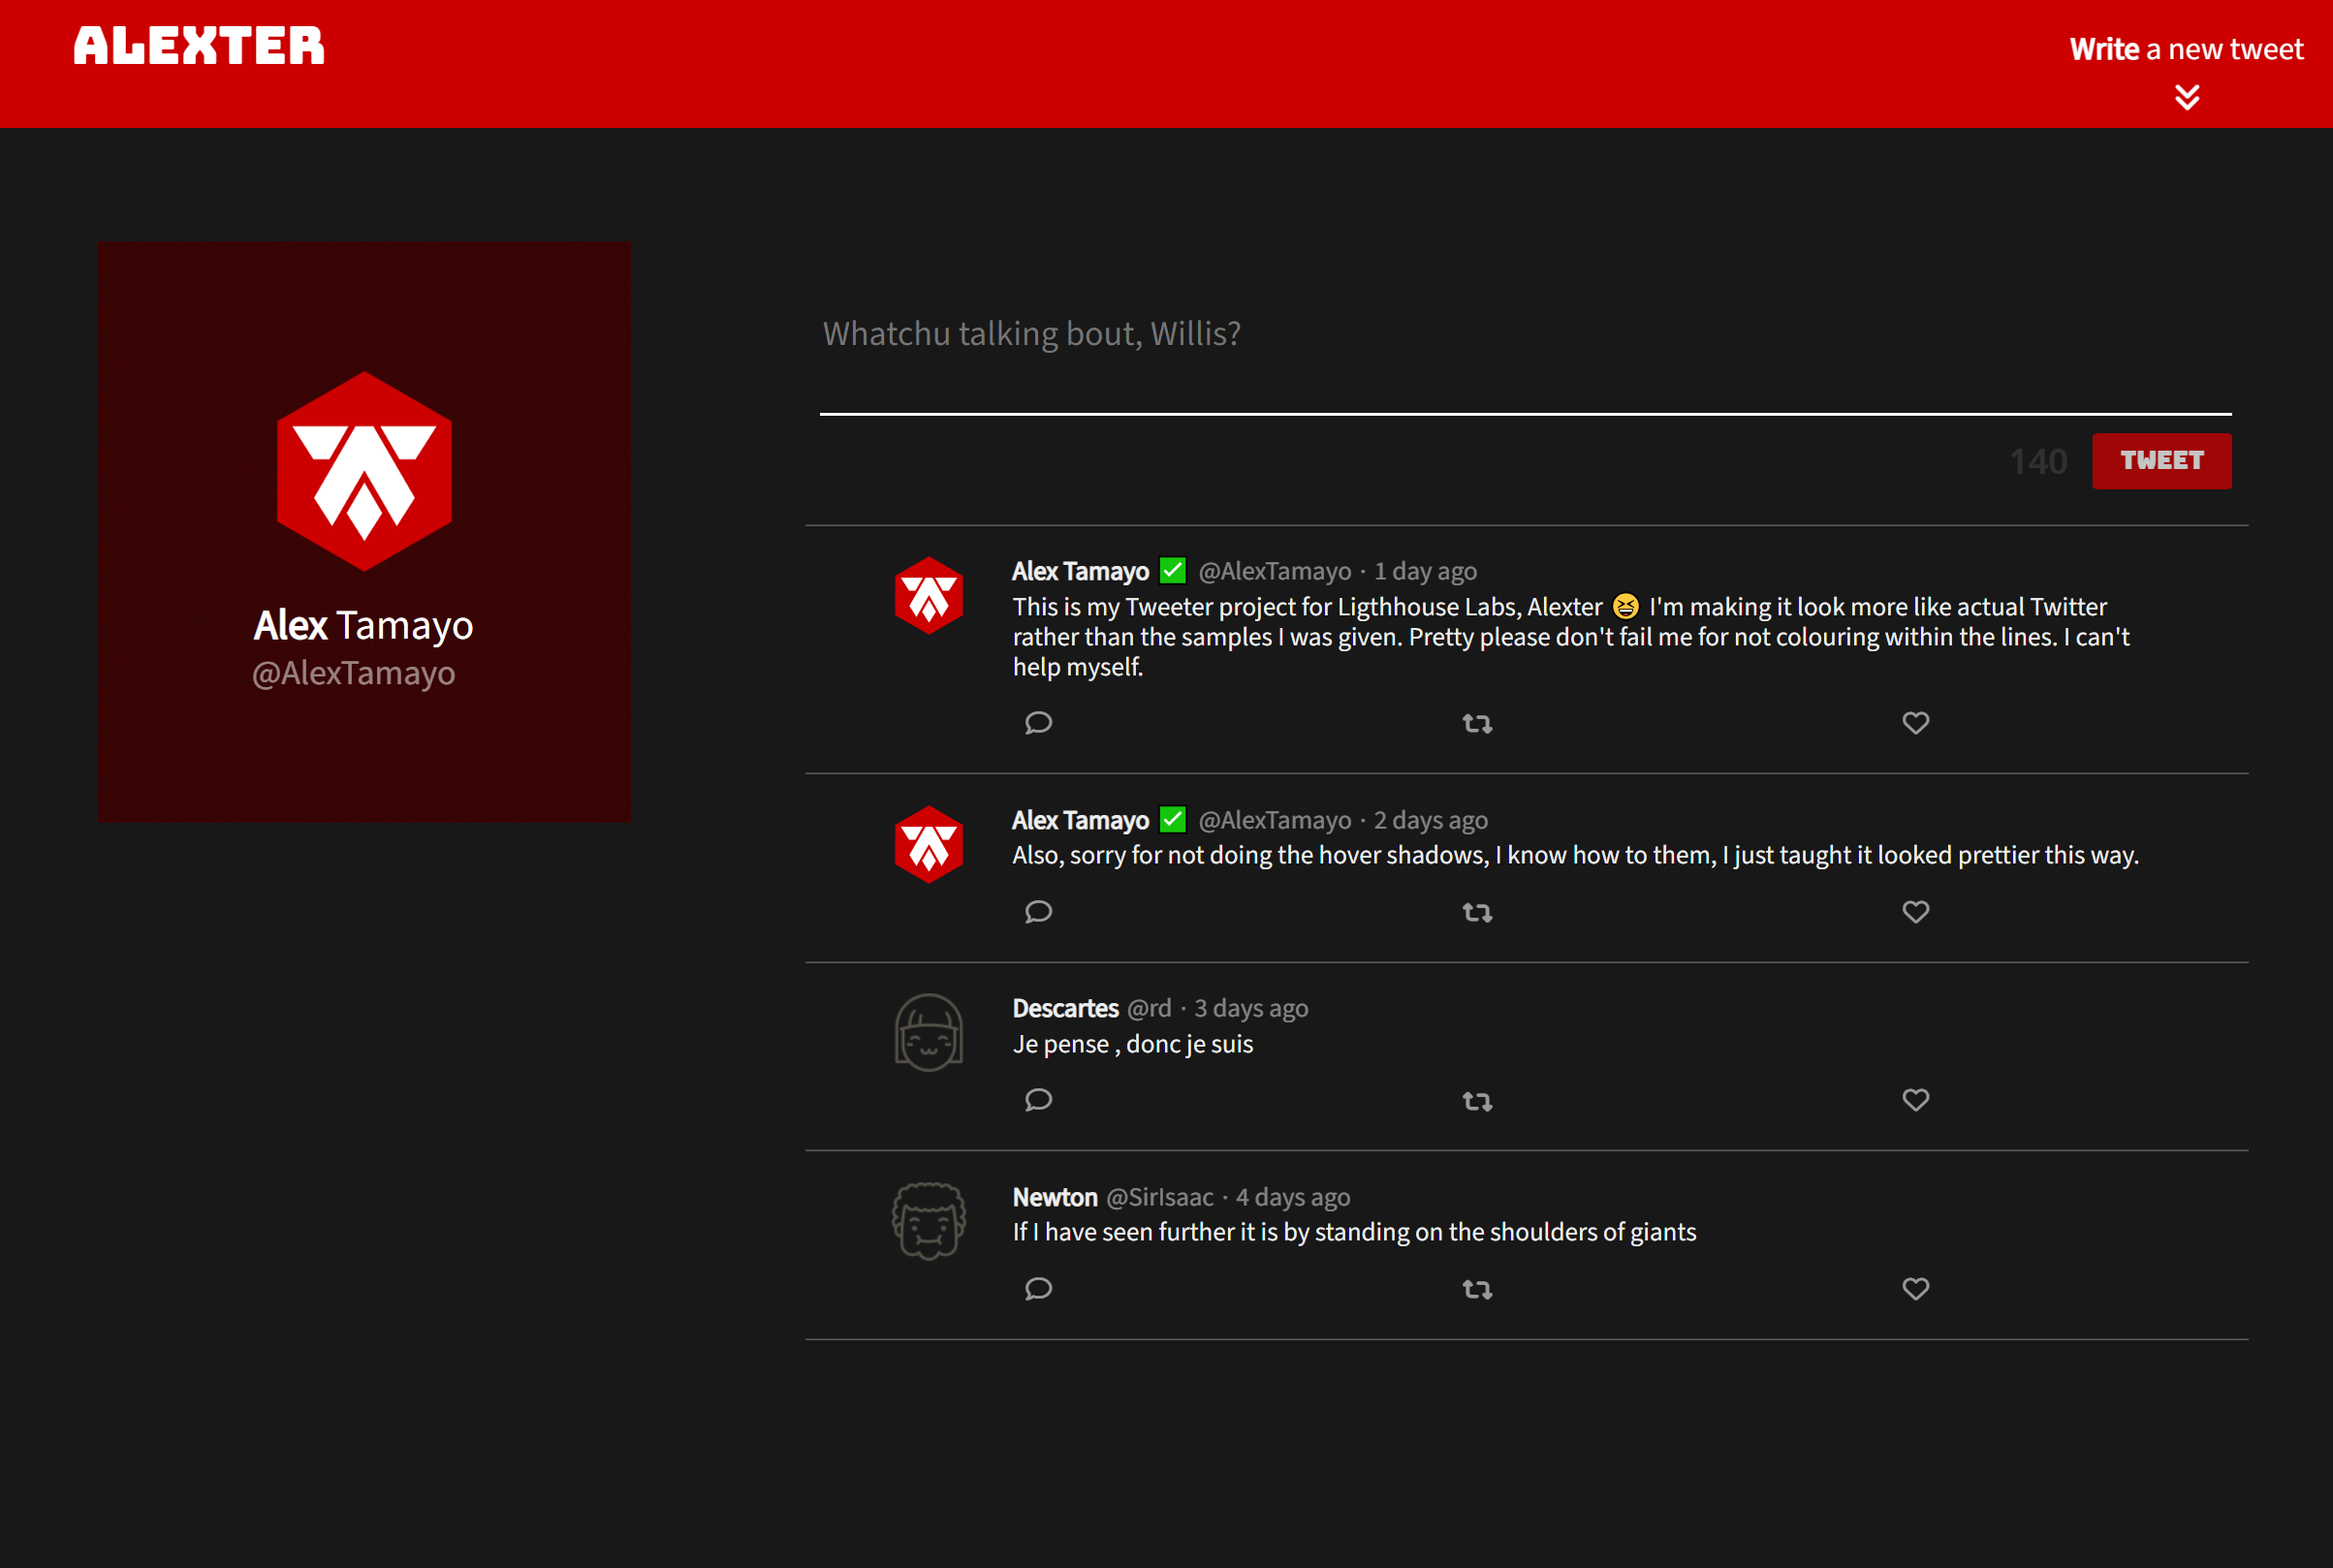 ALEXTER
Write a new tweet
Alex Tamayo
@AlexTamayo
Whatchu talking bout, Willis?
140 TWEET
Alex Tamayo ✅ @AlexTamayo · 1 day ago
This is my Tweeter project for Ligthhouse Labs, Alexter 😆 I'm making it look more like actual Twitter
rather than the samples I was given. Pretty please don't fail me for not colouring within the lines. I can't
help myself.
Alex Tamayo ✅ @AlexTamayo · 2 days ago
Also, sorry for not doing the hover shadows, I know how to them, I just taught it looked prettier this way.
Descartes @rd · 3 days ago
Je pense , donc je suis
Newton @SirIsaac · 4 days ago
If I have seen further it is by standing on the shoulders of giants